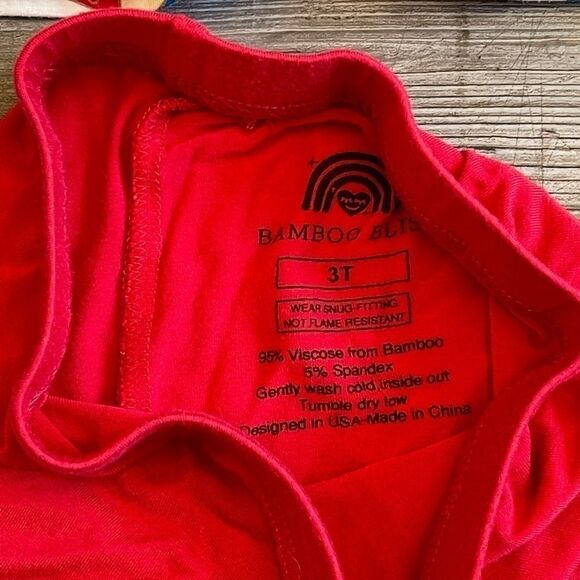 BAMBOO BLIS
3T
WEAR SNUG-FITTING
NOT FLAME RESISTANT
95% Viscose from Bamboo
5% Spandex
Gently wash cold, inside out
Tumble dry low
Designed in USA-Made in China